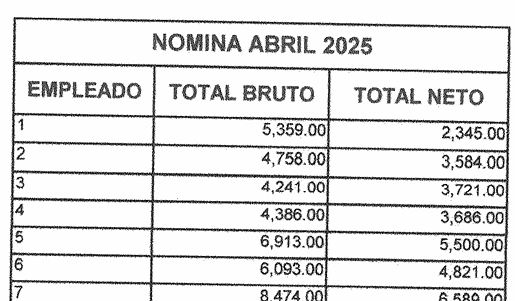 NOMINA ABRIL 2025
EMPLEADO TOTAL BRUTO TOTAL NETO
1 5,359.00 2,345.00
2 4,758.00 3,584.00
3 4,241.00 3,721.00
4 4,386.00 3,686.00
5 6,913.00 5,500.00
6 6,093.00 4,821.00
7 8,474.00 6,589.00